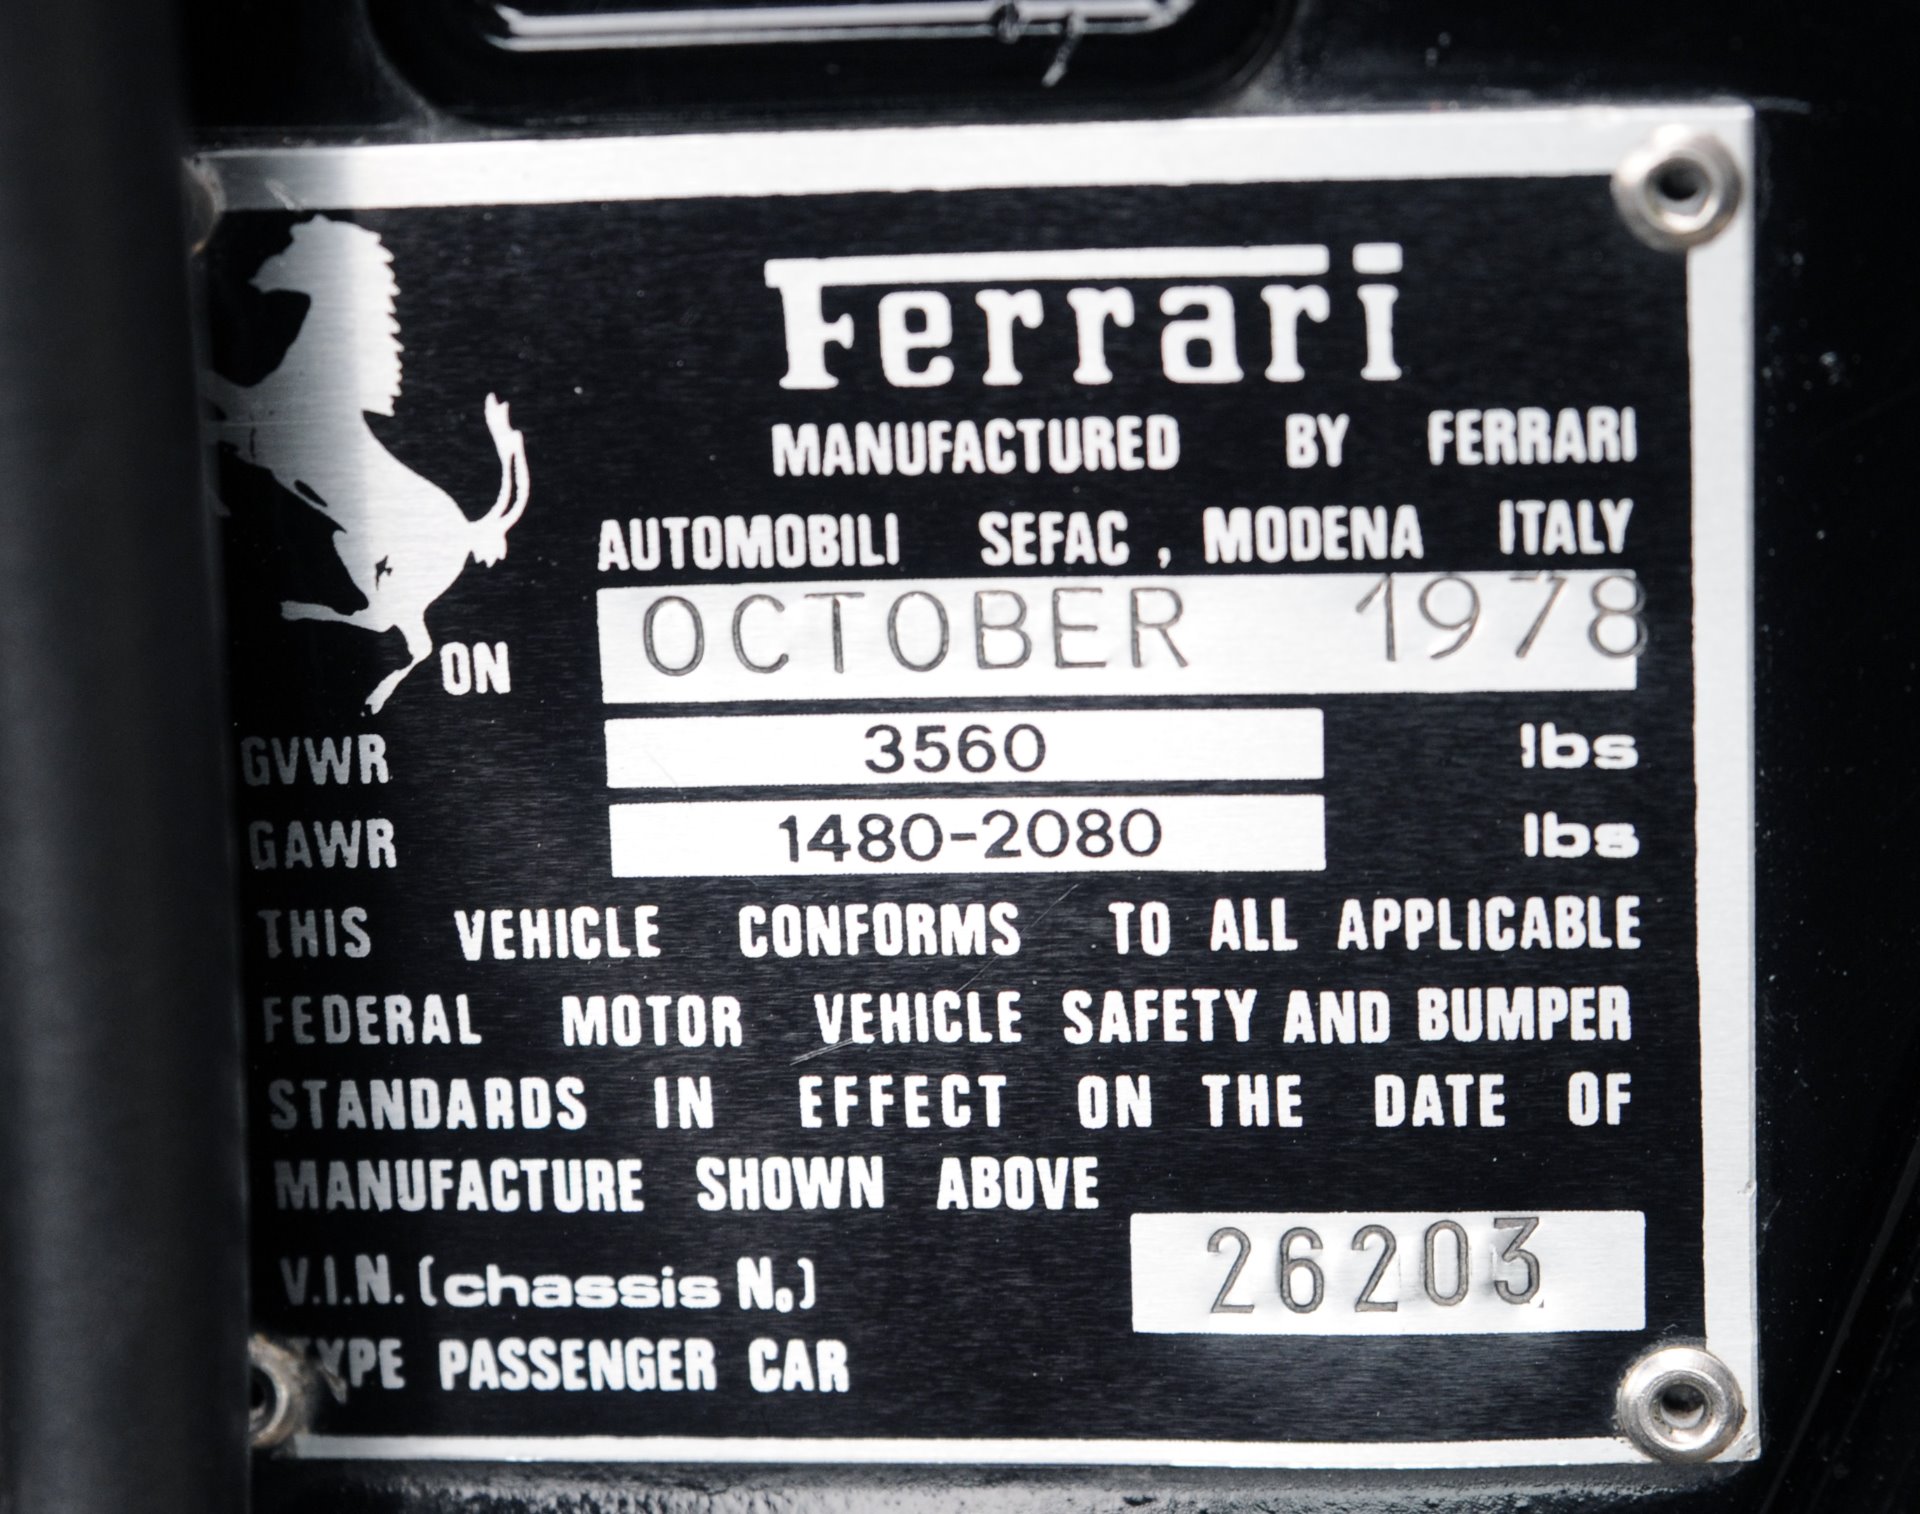 Ferrari
MANUFACTURED BY FERRARI
AUTOMOBILI SEFAC, MODENA ITALY
ON OCTOBER 1978
GVWR 3560 lbs
GAWR 1480-2080 lbs
THIS VEHICLE CONFORMS TO ALL APPLICABLE
FEDERAL MOTOR VEHICLE SAFETY AND BUMPER
STANDARDS IN EFFECT ON THE DATE OF
MANUFACTURE SHOWN ABOVE
V.I.N. (chassis No) 26203
TYPE PASSENGER CAR